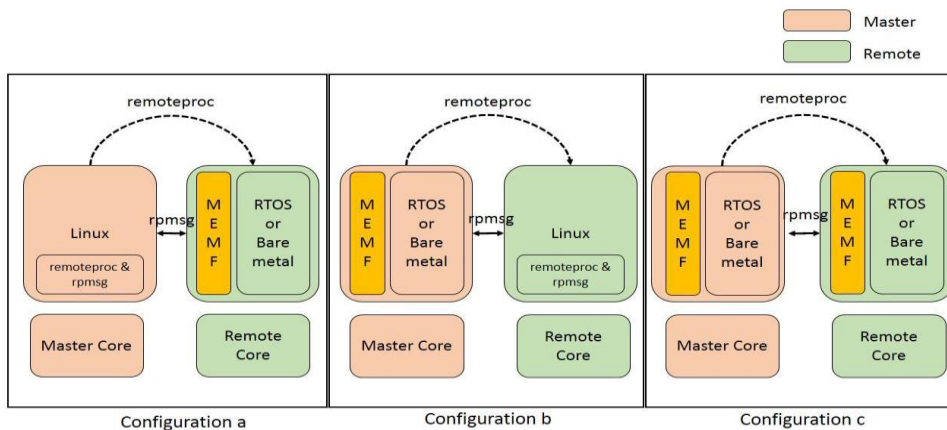 Master
Remote
remoteproc
Linux
remoteproc &
rpmsg
rpmsg
M
E
M
F
RTOS
or
Bare
metal
Master Core
Remote
Core
Configuration a
remoteproc
M
E
M
F
RTOS
or
Bare
metal
rpmsg
Linux
remoteproc &
rpmsg
Master Core
Remote
Core
Configuration b
remoteproc
M
E
M
F
RTOS
or
Bare
metal
rpmsg
M
E
M
F
RTOS
or
Bare
metal
Master Core
Remote
Core
Configuration c